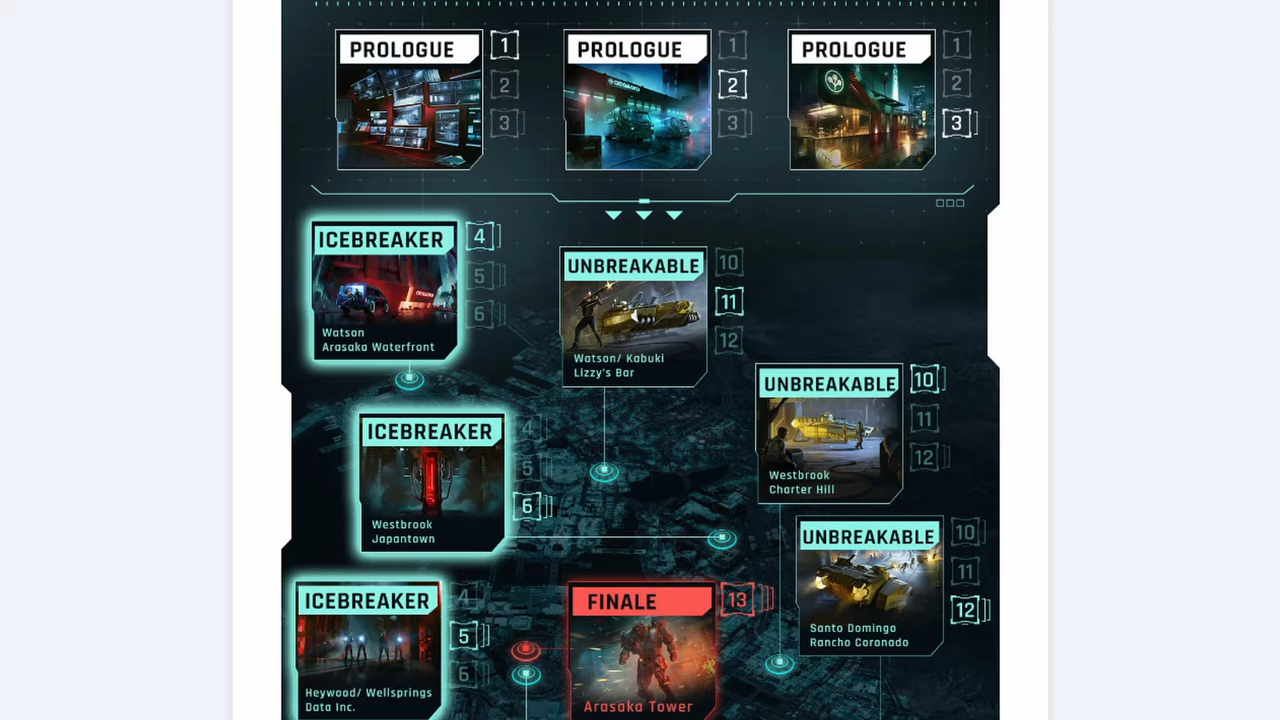 PROLOGUE
1
2
3
PROLOGUE
1
2
3
PROLOGUE
1
2
3
ICEBREAKER
4
5
6
Watson
Arasaka Waterfront
UNBREAKABLE
10
11
12
Watson/ Kabuki
Lizzy's Bar
UNBREAKABLE
10
11
12
Westbrook
Charter Hill
ICEBREAKER
4
5
6
Westbrook
Japantown
UNBREAKABLE
10
11
12
Santo Domingo
Rancho Coronado
ICEBREAKER
4
5
6
Heywood/ Wellsprings
Data Inc.
FINALE
13
Arasaka Tower